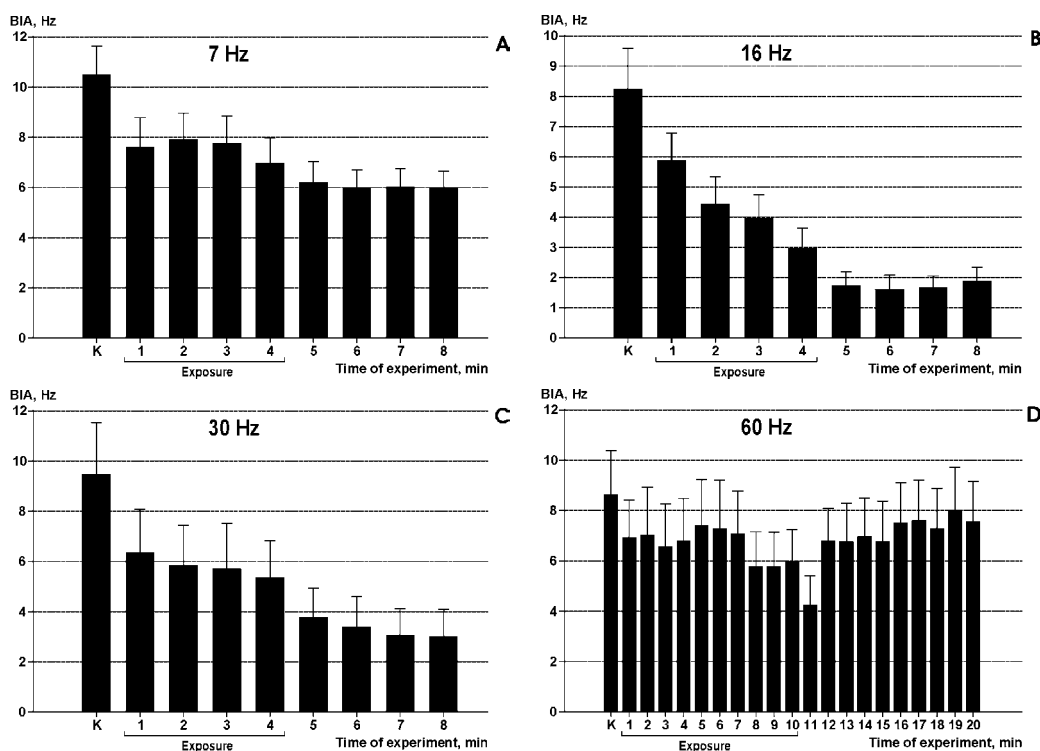 BIA, Hz
A
7 Hz
12
10
8
6
4
2
0
K 1 2 3 4 5 6 7 8
Exposure
Time of experiment, min
BIA, Hz
B
16 Hz
10
9
8
7
6
5
4
3
2
1
0
K 1 2 3 4 5 6 7 8
Exposure
Time of experiment, min
BIA, Hz
C
30 Hz
12
10
8
6
4
2
0
K 1 2 3 4 5 6 7 8
Exposure
Time of experiment, min
BIA, Hz
D
60 Hz
12
10
8
6
4
2
0
K 1 2 3 4 5 6 7 8 9 10 11 12 13 14 15 16 17 18 19 20
Exposure
Time of experiment, min